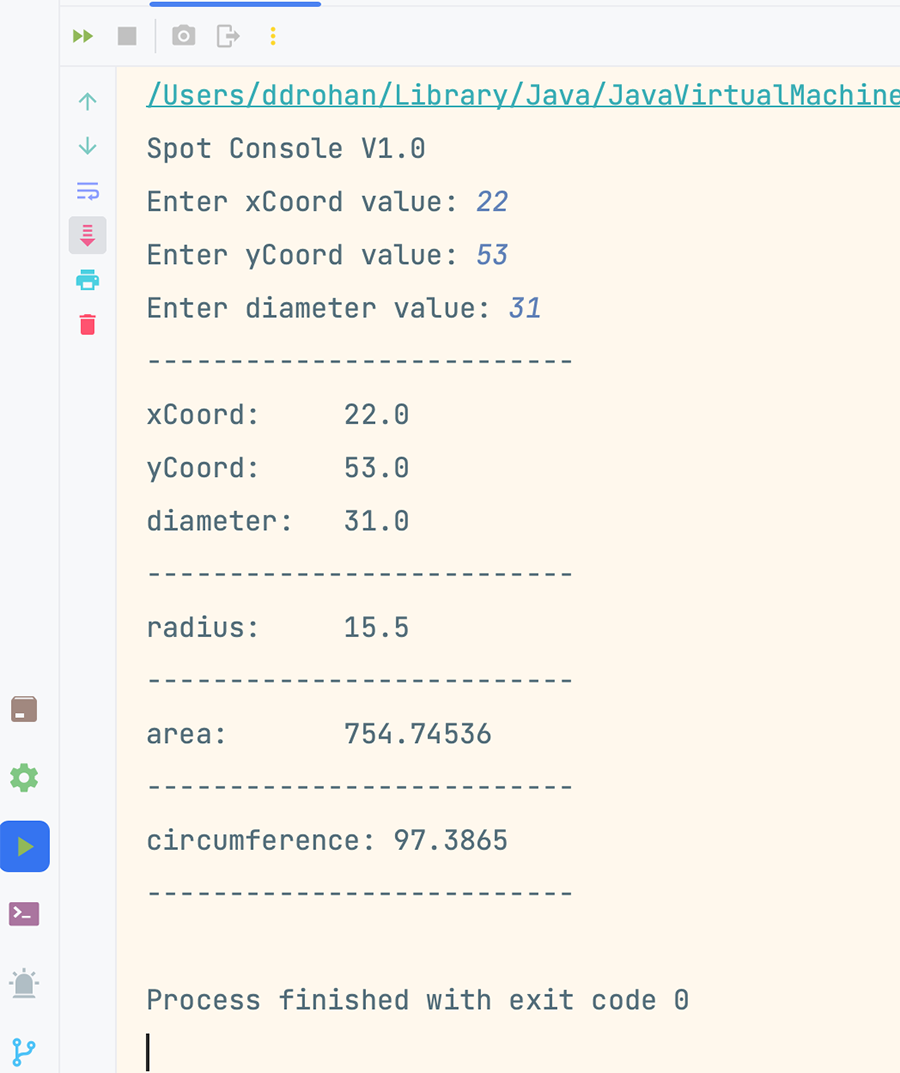 /Users/ddrohan/Library/Java/JavaVirtualMachine
Spot Console V1.0
Enter xCoord value: 22
Enter yCoord value: 53
Enter diameter value: 31
--------------------------
xCoord:     22.0
yCoord:     53.0
diameter:   31.0
--------------------------
radius:     15.5
--------------------------
area:       754.74536
--------------------------
circumference: 97.3865
--------------------------
Process finished with exit code 0